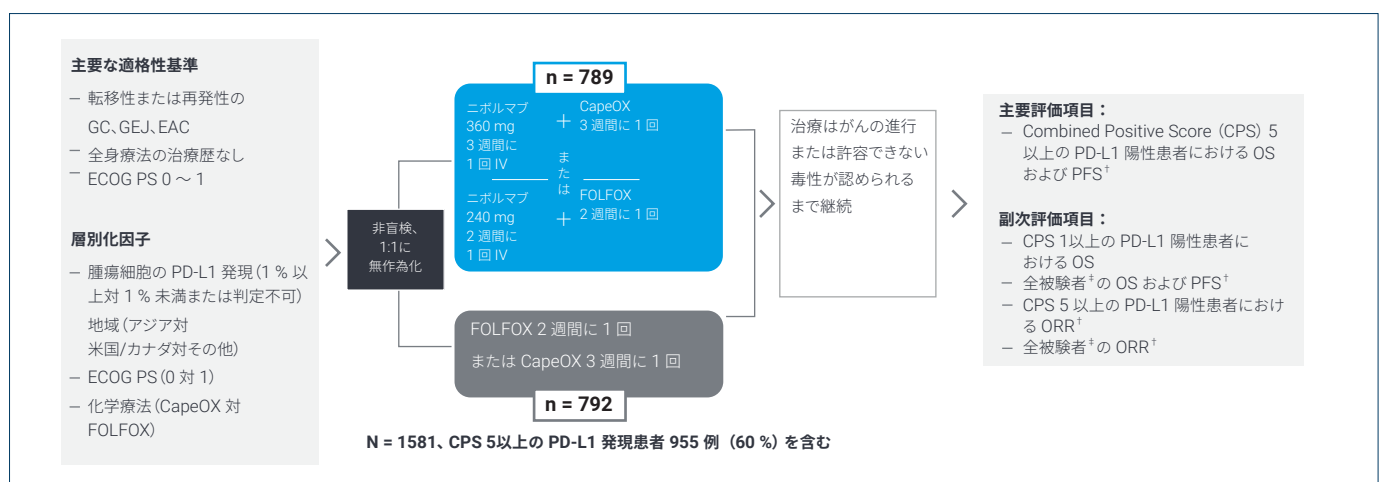 主要な適格性基準
– 転移性または再発性の
GC、GEJ、EAC
– 全身療法の治療歴なし
– ECOG PS 0 ～ 1
層別化因子
– 腫瘍細胞の PD-L1 発現（1 % 以
上対 1 % 未満または判定不可）
地域（アジア対
米国/カナダ対その他）
– ECOG PS（0 対 1）
– 化学療法（CapeOX 対
FOLFOX）
非盲検、
1:1に
無作為化
n = 789
ニボルマブ
360 mg
3 週間に
1 回 IV
+
CapeOX
3 週間に 1 回
または
ニボルマブ
240 mg
2 週間に
1 回 IV
+
FOLFOX
2 週間に 1 回
FOLFOX 2 週間に 1 回
または CapeOX 3 週間に 1 回
n = 792
N = 1581、CPS 5以上の PD-L1 発現患者 955 例（60 %）を含む
治療はがんの進行
または許容できない
毒性が認められる
まで継続
主要評価項目：
– Combined Positive Score（CPS）5
以上の PD-L1 陽性患者における OS
および PFS†
副次評価項目：
– CPS 1以上の PD-L1 陽性患者に
おける OS
– 全被験者‡の OS および PFS†
– CPS 5 以上の PD-L1 陽性患者におけ
る ORR†
– 全被験者‡の ORR†